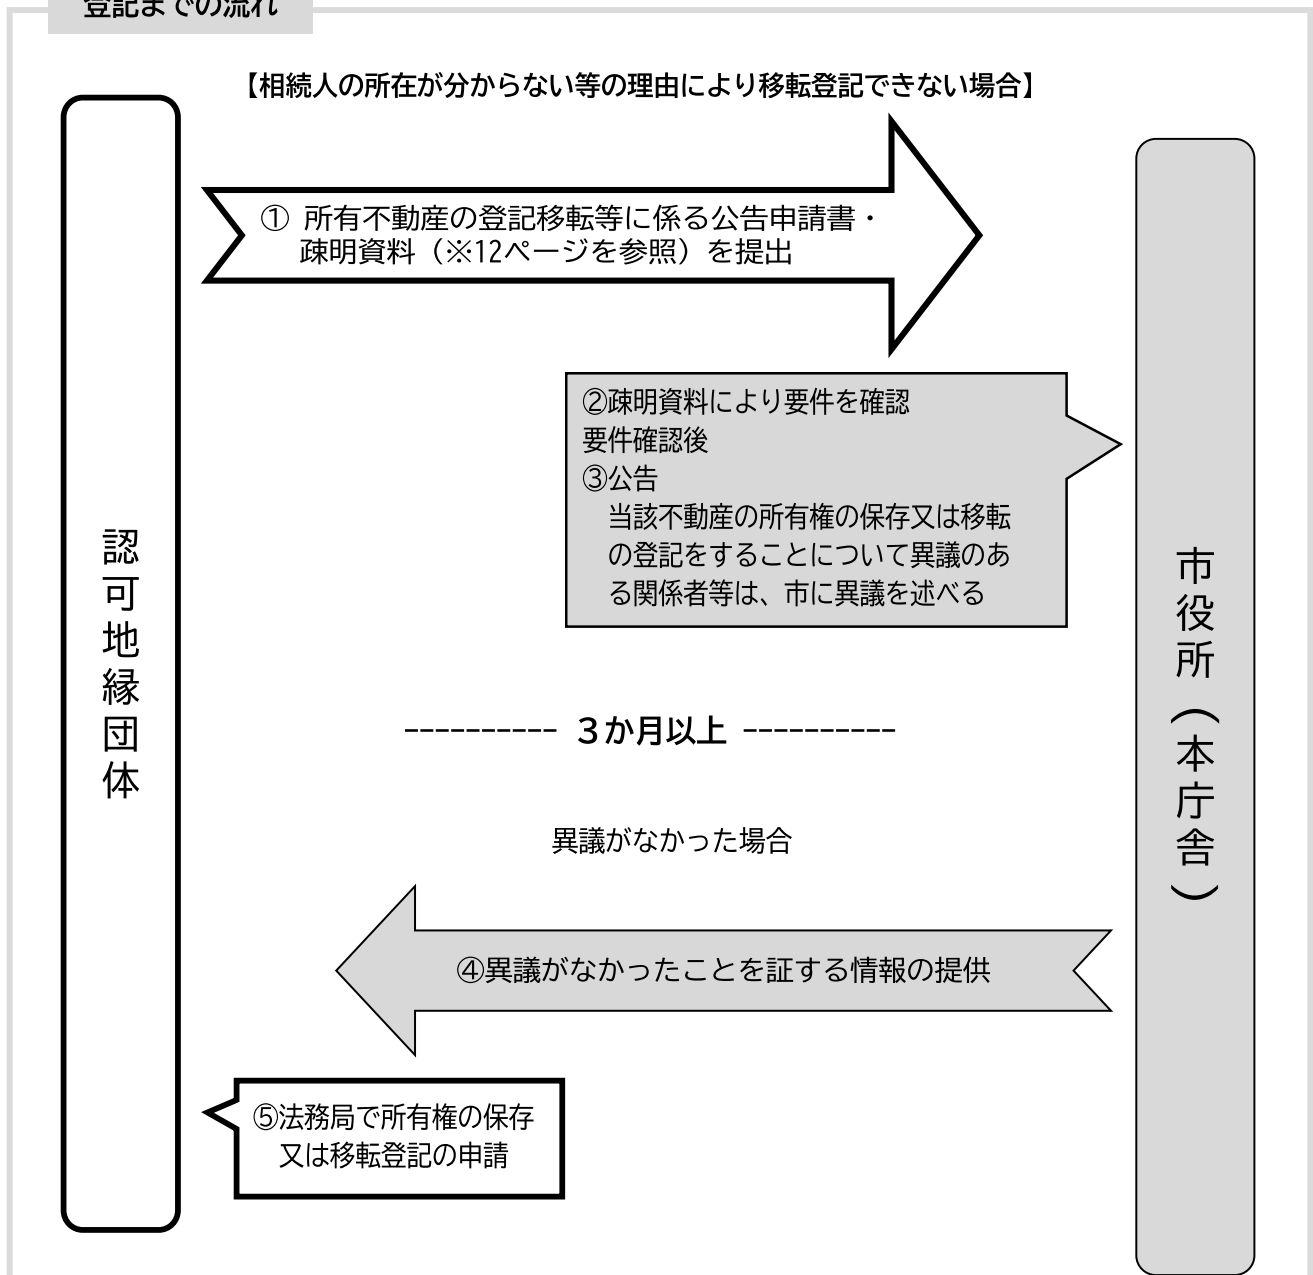 登記までの流れ
【相続人の所在が分からない等の理由により移転登記できない場合】
① 所有不動産の登記移転等に係る公告申請書・
疎明資料（※12ページを参照）を提出
②疎明資料により要件を確認
要件確認後
③公告
当該不動産の所有権の保存又は移転
の登記をすることについて異議のあ
る関係者等は、市に異議を述べる
認可地縁団体
市役所（本庁舎）
---------- ３か月以上 ----------
異議がなかった場合
④異議がなかったことを証する情報の提供
⑤法務局で所有権の保存
又は移転登記の申請